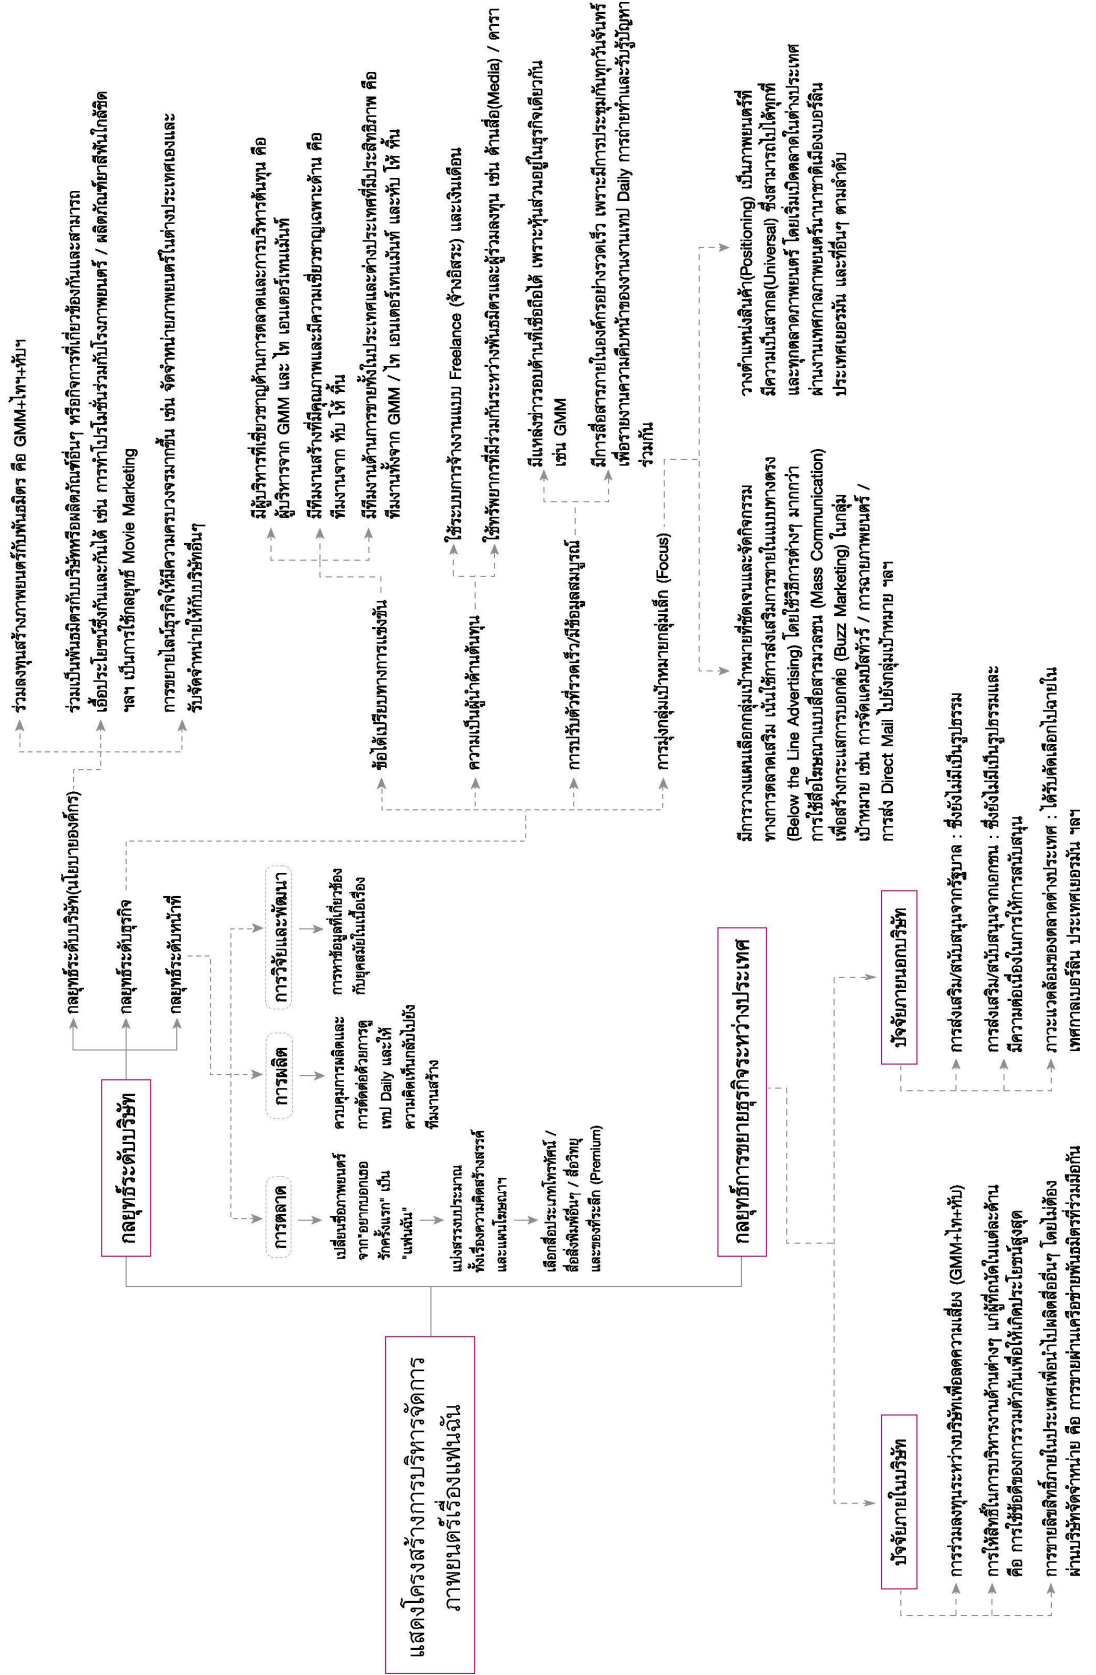 แสดงโครงสร้างการบริหารจัดการ
ภาพยนตร์เรื่องแฟนฉัน
กลยุทธ์ระดับบริษัท
กลยุทธ์ระดับบริษัท(นโยบายองค์กร)
ร่วมลงทุนสร้างภาพยนตร์กับพันธมิตร คือ GMM+ไทฯ+ทับฯ
ร่วมเป็นพันธมิตรกับบริษัทหรือผลิตภัณฑ์อื่นๆ หรือกิจการที่เกี่ยวข้องกันและสามารถ
เอื้อประโยชน์ซึ่งกันและกันได้ เช่น การทำโปรโมชั่นร่วมกับโรงภาพยนตร์ / ผลิตภัณฑ์ยาสีฟันใกล้ชิด
ฯลฯ เป็นการใช้กลยุทธ์ Movie Marketing
การขยายไลน์ธุรกิจให้มีความครบวงจรมากขึ้น เช่น จัดจำหน่ายภาพยนตร์ในต่างประเทศเองและ
รับจัดจำหน่ายให้กับบริษัทอื่นๆ
กลยุทธ์ระดับธุรกิจ
ข้อได้เปรียบทางการแข่งขัน
มีผู้บริหารที่เชี่ยวชาญด้านการตลาดและการบริหารต้นทุน คือ
ผู้บริหารจาก GMM และ ไท เอนเตอร์เทนเม้นท์
มีทีมงานสร้างที่มีคุณภาพและมีความเชี่ยวชาญเฉพาะด้าน คือ
ทีมงานจาก ทับ โห้ หิ้น
มีทีมงานด้านการขายทั้งในประเทศและต่างประเทศที่มีประสิทธิภาพ คือ
ทีมงานทั้งจาก GMM / ไท เอนเตอร์เทนเม้นท์ และทับ โห้ หิ้น
ความเป็นผู้นำด้านต้นทุน
ใช้ระบบการจ้างงานแบบ Freelance (จ้างอิสระ) และเงินเดือน
ใช้ทรัพยากรที่มีร่วมกันระหว่างพันธมิตรและผู้ร่วมลงทุน เช่น ด้านสื่อ(Media) / ดารา
การปรับตัวที่รวดเร็ว/มีข้อมูลสมบูรณ์
มีแหล่งข่าวรอบด้านที่เชื่อถือได้ เพราะหุ้นส่วนอยู่ในธุรกิจเดียวกัน
เช่น GMM
มีการสื่อสารภายในองค์กรอย่างรวดเร็ว เพราะมีการประชุมกันทุกวันจันทร์
เพื่อรายงานความคืบหน้าของงานงานเทป Daily การถ่ายทำและรับรู้ปัญหา
ร่วมกัน
การมุ่งกลุ่มเป้าหมายกลุ่มเล็ก (Focus)
มีการวางแผนเลือกกลุ่มเป้าหมายที่ชัดเจนและจัดกิจกรรม
ทางการตลาดเสริม เน้นใช้การส่งเสริมการขายในแบบทางตรง
(Below the Line Advertising) โดยใช้วิธีการต่างๆ มากกว่า
การใช้สื่อโฆษณาแบบสื่อสารมวลชน (Mass Communication)
เพื่อสร้างกระแสการบอกต่อ (Buzz Marketing) ในกลุ่ม
เป้าหมาย เช่น การจัดแคมปัสทัวร์ / การฉายภาพยนตร์ /
การส่ง Direct Mail ไปยังกลุ่มเป้าหมาย ฯลฯ
วางตำแหน่งสินค้า(Positioning) เป็นภาพยนตร์ที่
มีความเป็นสากล(Universal) ซึ่งสามารถไปได้ทุกที่
และทุกตลาดภาพยนตร์ โดยเริ่มเปิดตลาดในต่างประเทศ
ผ่านงานเทศกาลภาพยนตร์นานาชาติเมืองเบอร์ลิน
ประเทศเยอรมัน และที่อื่นๆ ตามลำดับ
กลยุทธ์ระดับหน้าที่
การตลาด
เปลี่ยนชื่อภาพยนตร์
จาก"อยากบอกเธอ
รักครั้งแรก" เป็น
"แฟนฉัน"
แบ่งสรรงบประมาณ
ทั้งเรื่องความคิดสร้างสรรค์
และแผนโฆษณาฯ
เลือกสื่อประเภทโทรทัศน์ /
สื่อสิ่งพิมพ์อื่นๆ / สื่อวิทยุ
และของที่ระลึก (Premium)
การผลิต
ควบคุมการผลิตและ
การตัดต่อด้วยการดู
เทป Daily และให้
ความคิดเห็นกลับไปยัง
ทีมงานสร้าง
การวิจัยและพัฒนา
การหาข้อมูลที่เกี่ยวข้อง
กับยุคสมัยในเนื้อเรื่อง
กลยุทธ์การขยายธุรกิจระหว่างประเทศ
ปัจจัยภายในบริษัท
การร่วมลงทุนระหว่างบริษัทเพื่อลดความเสี่ยง (GMM+ไท+ทับ)
การให้สิทธิ์ในการบริหารงานด้านต่างๆ แก่ผู้ที่ถนัดในแต่ละด้าน
คือ การใช้ข้อดีของการรวมตัวกันเพื่อให้เกิดประโยชน์สูงสุด
การขายลิขสิทธิ์ภายในประเทศเพื่อนำไปผลิตสื่ออื่นๆ โดยไม่ต้อง
ผ่านบริษัทจัดจำหน่าย คือ การขายผ่านเครือข่ายพันธมิตรที่ร่วมมือกัน
ปัจจัยภายนอกบริษัท
การส่งเสริม/สนับสนุนจากรัฐบาล : ซึ่งยังไม่มีเป็นรูปธรรม
การส่งเสริม/สนับสนุนจากเอกชน : ซึ่งยังไม่มีเป็นรูปธรรมและ
มีความต่อเนื่องในการให้การสนับสนุน
ภาวะแวดล้อมของตลาดต่างประเทศ : ได้รับคัดเลือกไปฉายใน
เทศกาลเบอร์ลิน ประเทศเยอรมัน ฯลฯ